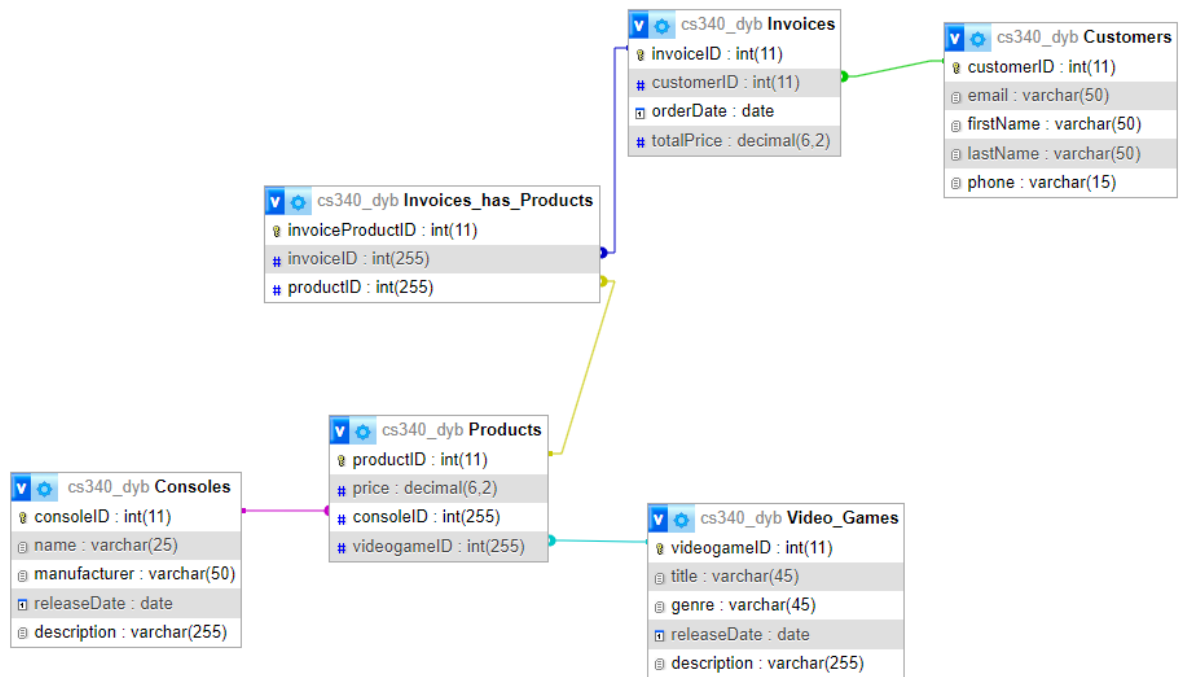 cs340_dyb Invoices
invoiceID : int(11)
customerID : int(11)
orderDate : date
totalPrice : decimal(6,2)
cs340_dyb Customers
customerID : int(11)
email : varchar(50)
firstName : varchar(50)
lastName : varchar(50)
phone : varchar(15)
cs340_dyb Invoices_has_Products
invoiceProductID : int(11)
invoiceID : int(255)
productID : int(255)
cs340_dyb Products
productID : int(11)
price : decimal(6,2)
consoleID : int(255)
videogameID : int(255)
cs340_dyb Consoles
consoleID : int(11)
name : varchar(25)
manufacturer : varchar(50)
releaseDate : date
description : varchar(255)
cs340_dyb Video_Games
videogameID : int(11)
title : varchar(45)
genre : varchar(45)
releaseDate : date
description : varchar(255)